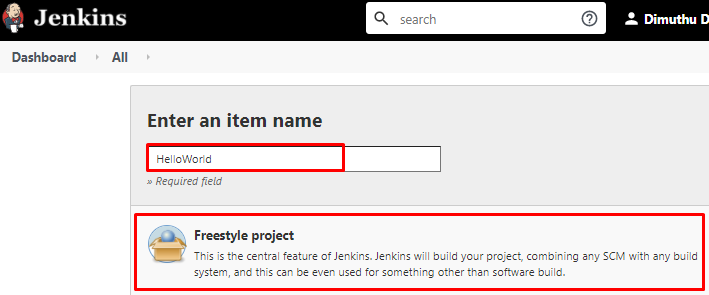 Jenkins
search
Dimuthu D
Dashboard
All
Enter an item name
HelloWorld
» Required field
Freestyle project
This is the central feature of Jenkins. Jenkins will build your project, combining any SCM with any build
system, and this can be even used for something other than software build.